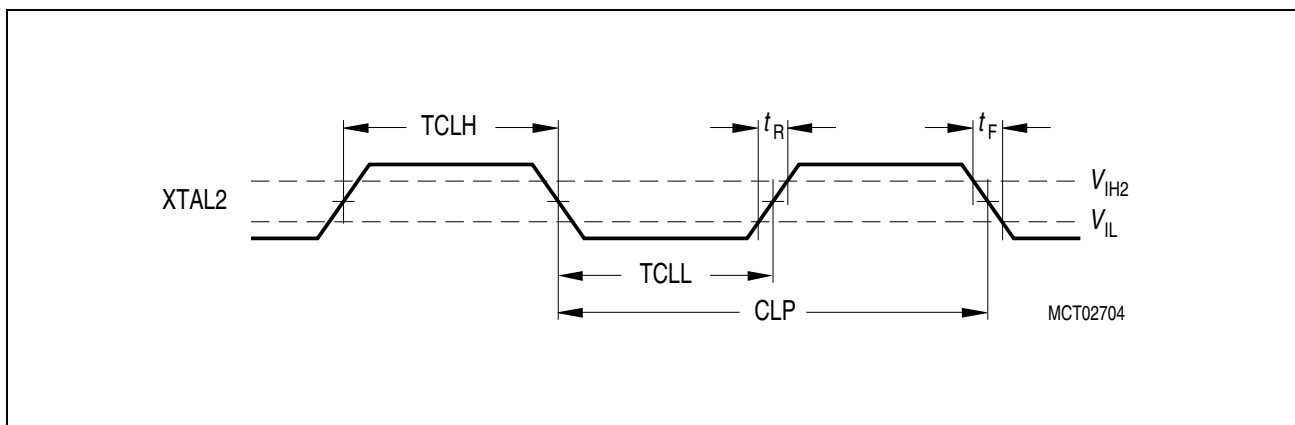 TCLH
tR
tF
XTAL2
VIH2
VIL
TCLL
CLP
MCT02704